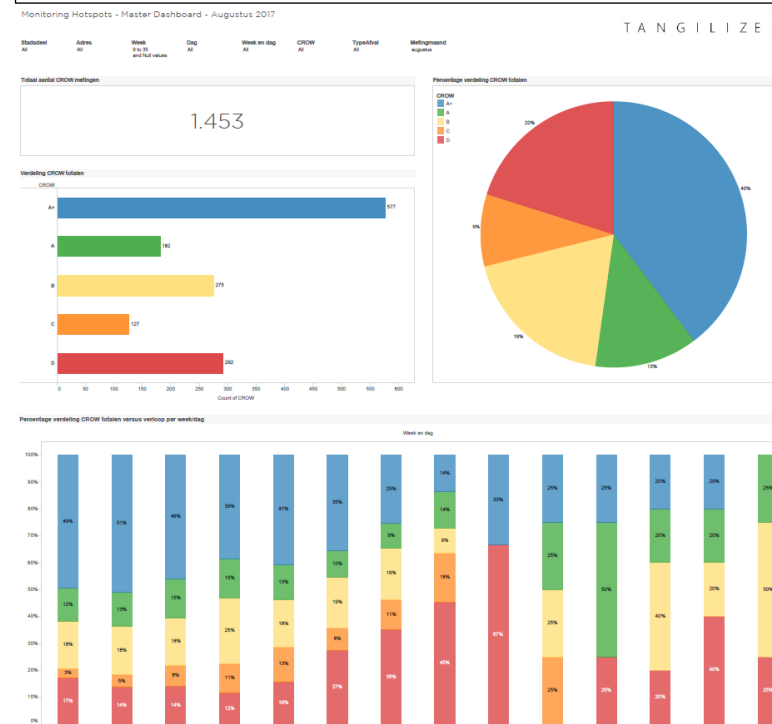 Monitoring Hotspots - Master Dashboard - Augustus 2017
TANGILIZE
Stadsdeel Adres Week Dag Week en dag CROW TypeAfval Metingmaand
All All 9 to 35 All All All All augustus
and Null values
Totaal aantal CROW metingen
1.453
Percentage verdeling CROW totalen
CROW
A+
A
B
C
D
20%
40%
9%
19%
13%
Verdeling CROW totalen
CROW
A+ 577
A 182
B 275
C 127
D 292
0 50 100 150 200 250 300 350 400 450 500 550 600
Count of CROW
Percentage verdeling CROW totalen versus verloop per week/dag
Week en dag
100%
90%
80%
70%
60%
50%
40%
30%
20%
10%
0%
49% 12% 18% 3% 17%
51% 13% 18% 5% 14%
46% 15% 18% 8% 14%
39% 15% 25% 11% 12%
41% 13% 18% 13% 16%
35% 10% 19% 8% 27%
25% 9% 19% 11% 35%
14% 14% 9% 18% 45%
33% 67%
25% 25% 25% 25%
25% 50% 25%
20% 20% 40% 20%
20% 20% 20% 40%
25% 50% 25%